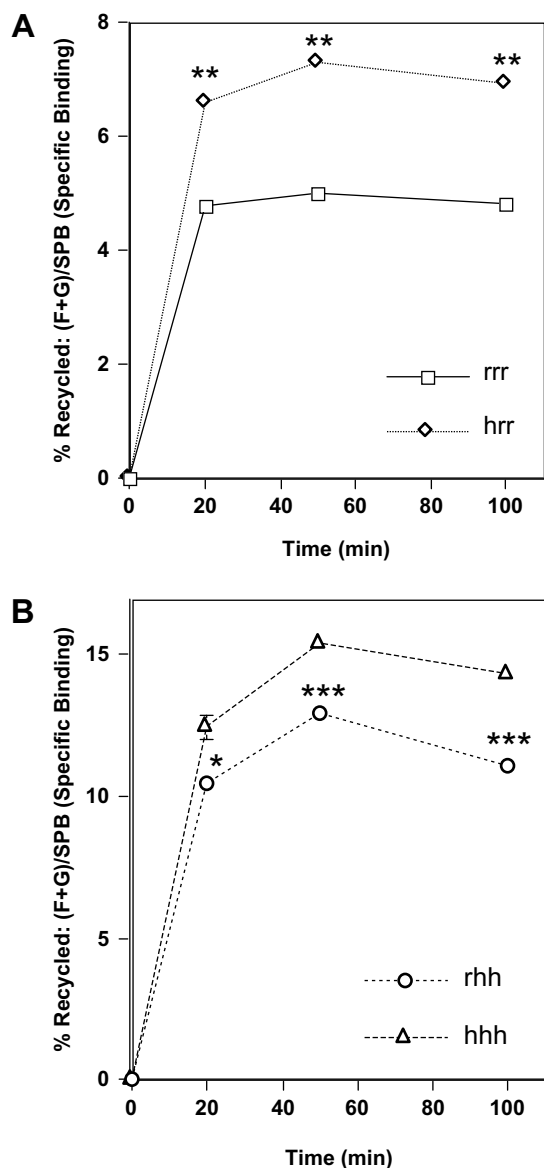 A
% Recycled: (F+G)/SPB (Specific Binding)
8
6
4
2
0
**
**
**
rrr
hrr
0 20 40 60 80 100
Time (min)
B
% Recycled: (F+G)/SPB (Specific Binding)
15
10
5
0
*
***
***
rhh
hhh
0 20 40 60 80 100
Time (min)